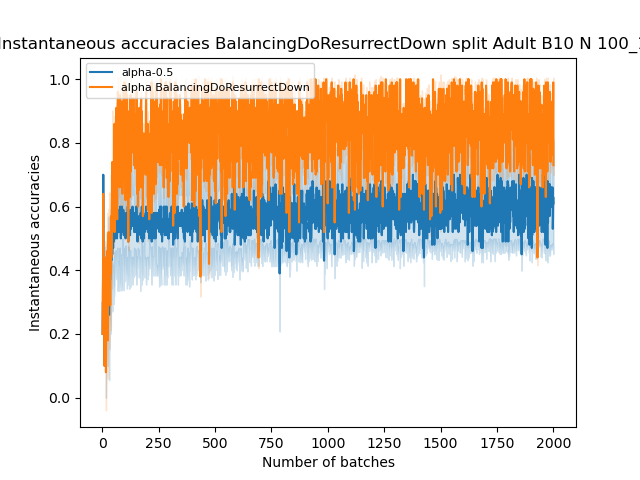 Instantaneous accuracies BalancingDoResurrectDown split Adult B10 N 100_
alpha-0.5
alpha BalancingDoResurrectDown
1.0
0.8
0.6
0.4
0.2
0.0
Instantaneous accuracies
0 250 500 750 1000 1250 1500 1750 2000
Number of batches